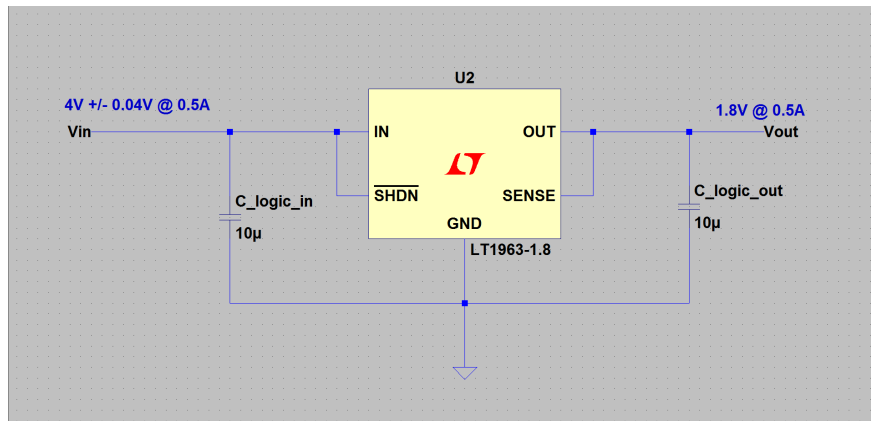 U2
4V +/- 0.04V @ 0.5A
1.8V @ 0.5A
Vin
IN
OUT
Vout
SHDN
SENSE
C_logic_in
C_logic_out
10µ
GND
10µ
LT1963-1.8